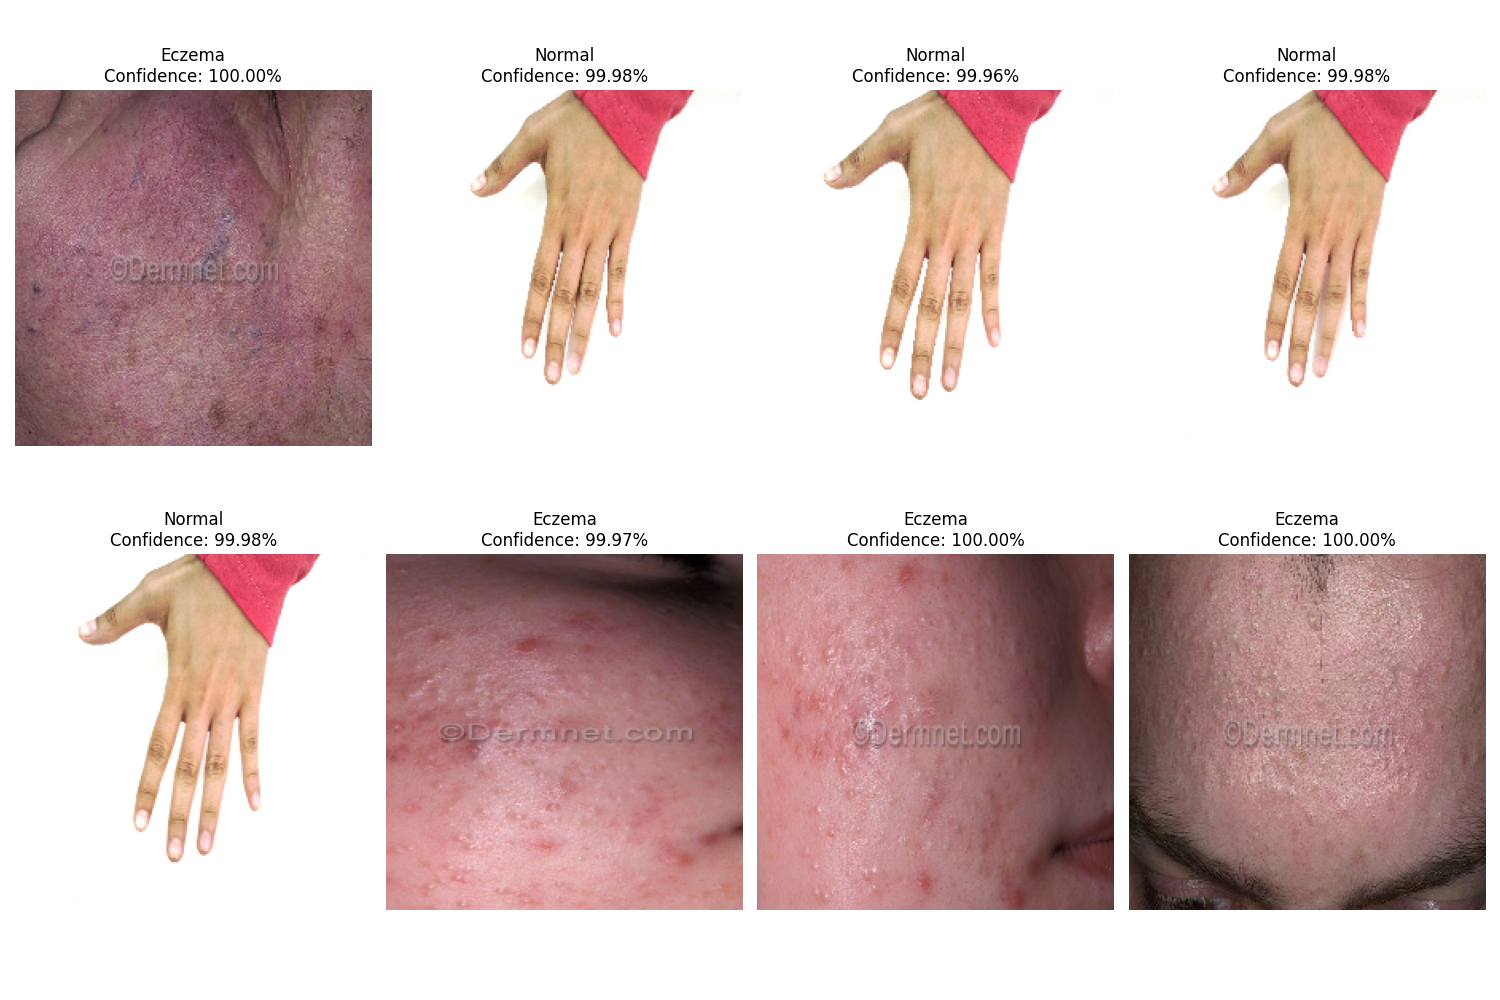 Eczema
Confidence: 100.00%
Normal
Confidence: 99.98%
Normal
Confidence: 99.96%
Normal
Confidence: 99.98%
©Dermnet.com
Normal
Confidence: 99.98%
Eczema
Confidence: 99.97%
Eczema
Confidence: 100.00%
Eczema
Confidence: 100.00%
©Dermnet.com
©Dermnet.com
©Dermnet.com